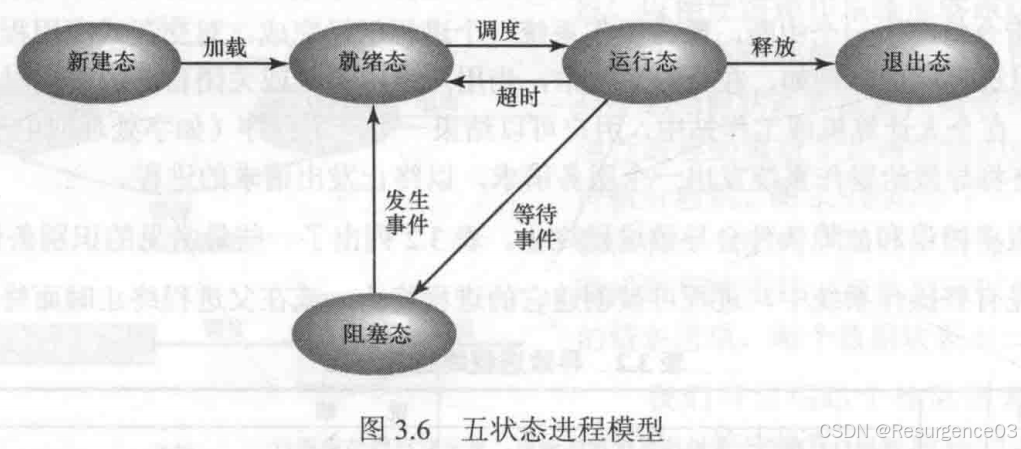 新建态
加载
就绪态
调度
超时
运行态
释放
退出态
发生
事件
等待
事件
阻塞态
图 3.6 五状态进程模型
CSDN @Resurgence03